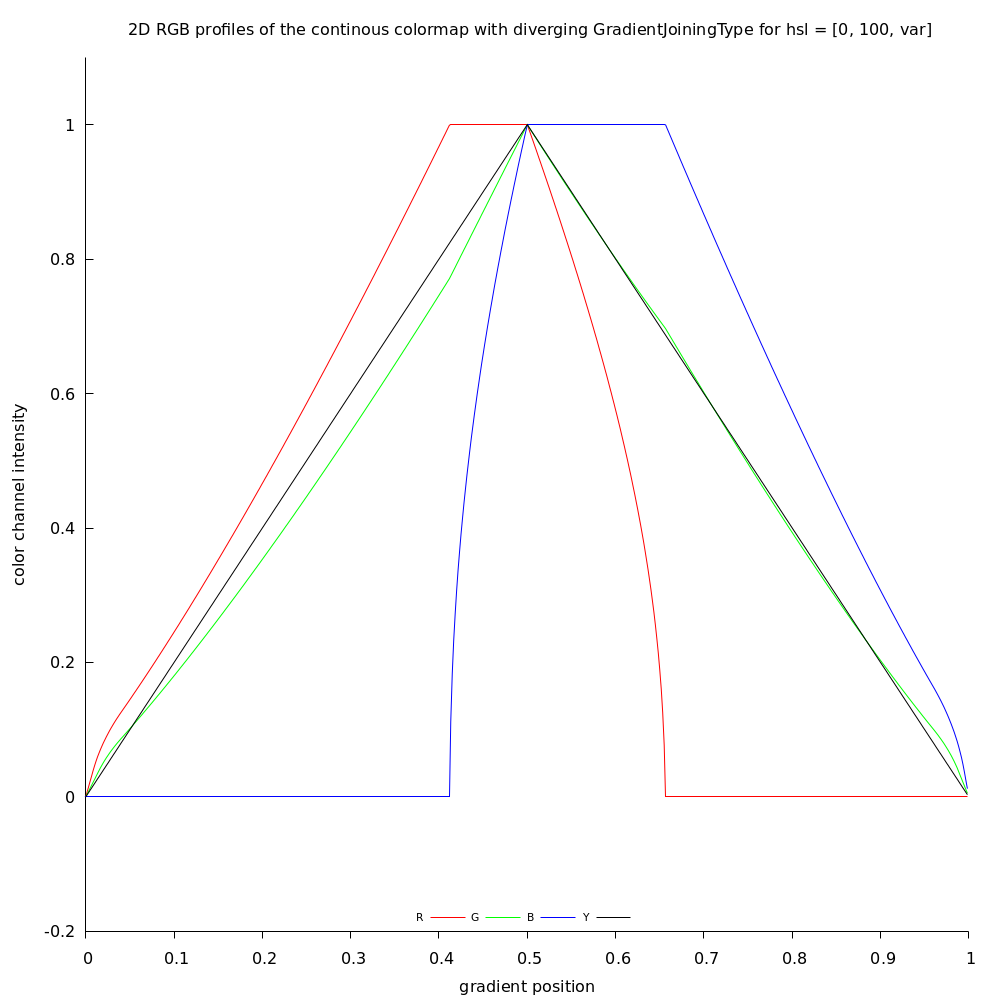 2D RGB profiles of the continous colormap with diverging GradientJoiningType for hsl = [0, 100, var]
1
0.8
0.6
0.4
0.2
0
-0.2
color channel intensity
R G B Y
0 0.1 0.2 0.3 0.4 0.5 0.6 0.7 0.8 0.9 1
gradient position